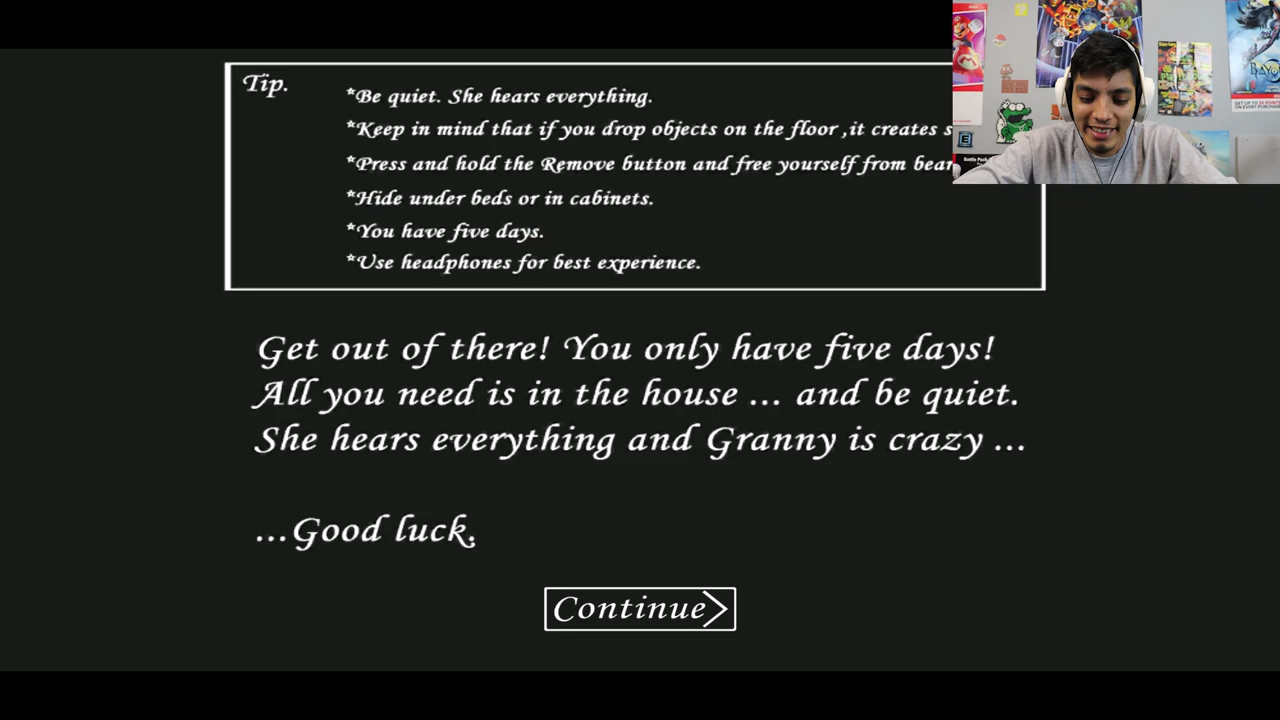 Tip.
*Be quiet. She hears everything.
*Keep in mind that if you drop objects on the floor ,it creates
*Press and hold the Remove button and free yourself from
*Hide under beds or in cabinets.
*You have five days.
*Use headphones for best experience.
Get out of there! You only have five days!
All you need is in the house ... and be quiet.
She hears everything and Granny is crazy ...
...Good luck.
Continue>